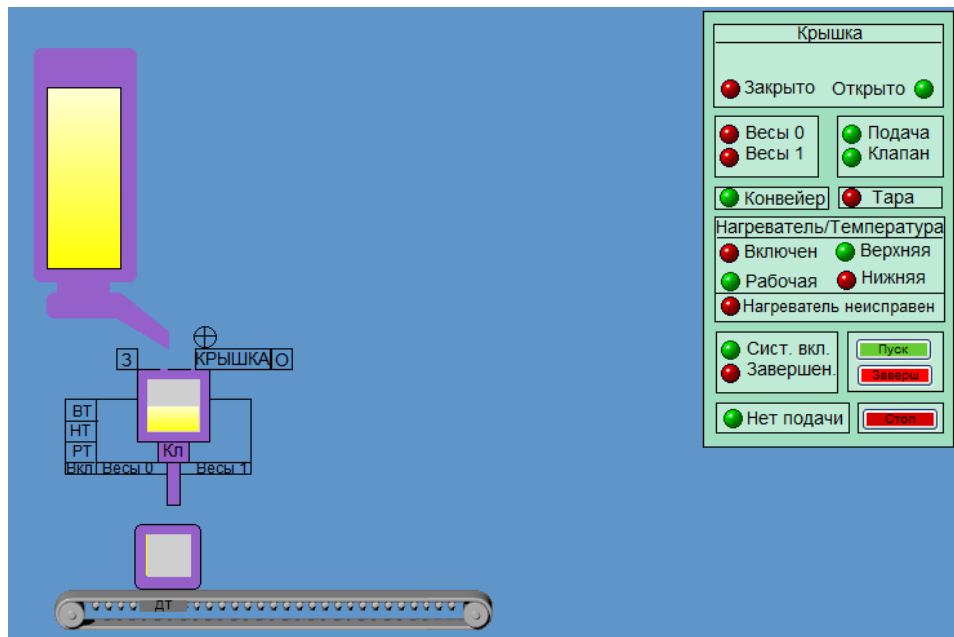 Крышка
Закрыто Открыто
Весы 0 Подача
Весы 1 Клапан
Конвейер Тара
Нагреватель/Температура
Включен Верхняя
Рабочая Нижняя
Нагреватель неисправен
Сист. вкл. Пуск
Завершен. Заверш
Нет подачи Стоп
З КРЫШКА О
ВТ
НТ
РТ Кл
Вкл Весы 0 Весы 1
ДТ